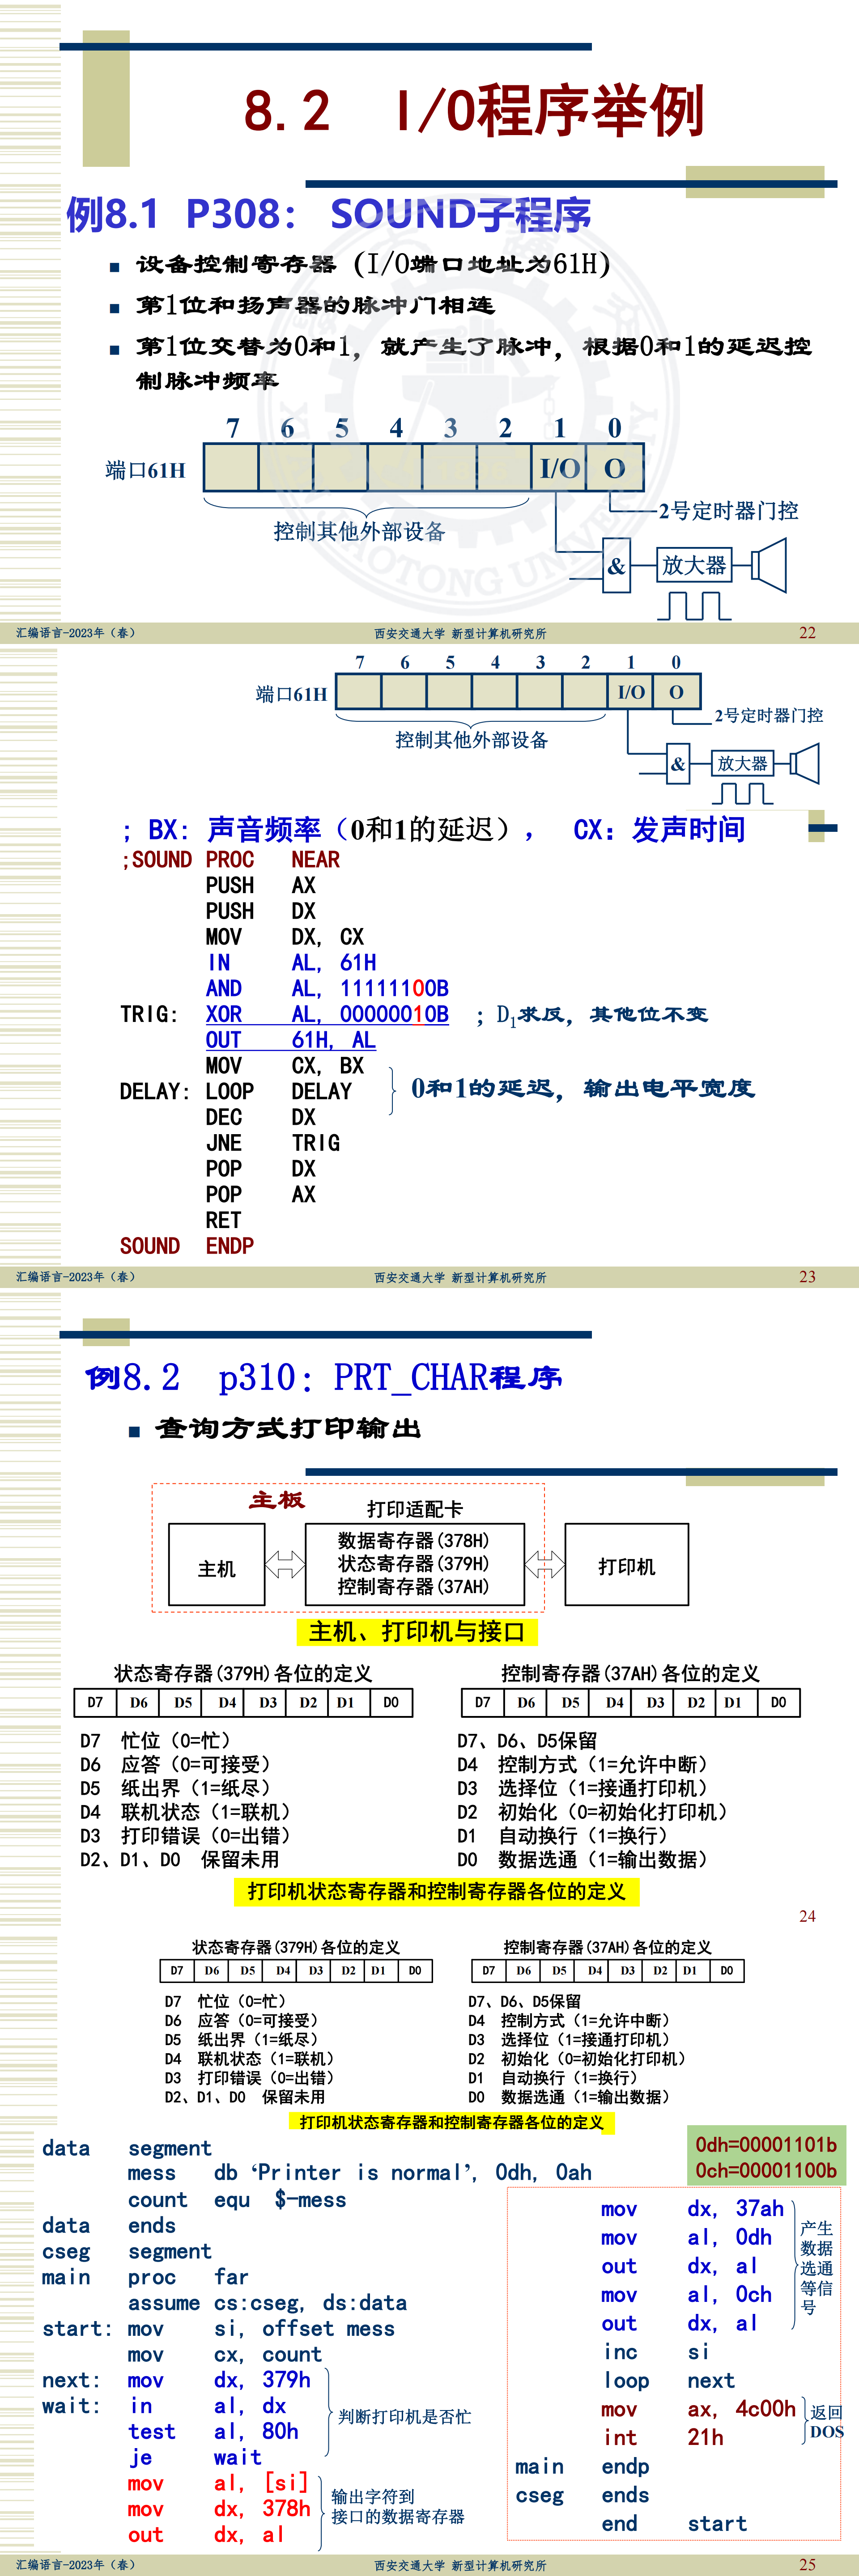 8.2 I/O程序举例
例8.1 P308： SOUND子程序
设备控制寄存器（I/O端口地址为61H）
第1位和扬声器的脉冲门相连
第1位交替为0和1，就产生了脉冲，根据0和1的延迟控
制脉冲频率
7 6 5 4 3 2 1 0
端口61H I/O O
2号定时器门控
控制其他外部设备
& 放大器
汇编语言-2023年（春） 西安交通大学 新型计算机研究所 22
7 6 5 4 3 2 1 0
端口61H I/O O
2号定时器门控
控制其他外部设备
& 放大器
; BX: 声音频率（0和1的延迟）， CX：发声时间
;SOUND PROC NEAR
PUSH AX
PUSH DX
MOV DX, CX
IN AL, 61H
AND AL, 11111100B
TRIG: XOR AL, 00000010B ; D1求反，其他位不变
OUT 61H, AL
MOV CX, BX
DELAY: LOOP DELAY 0和1的延迟，输出电平宽度
DEC DX
JNE TRIG
POP DX
POP AX
RET
SOUND ENDP
汇编语言-2023年（春） 西安交通大学 新型计算机研究所 23
例8.2 p310：PRT_CHAR程序
查询方式打印输出
主板
打印适配卡
主机
数据寄存器(378H)
状态寄存器(379H)
控制寄存器(37AH)
打印机
主机、打印机与接口
状态寄存器(379H)各位的定义
D7 D6 D5 D4 D3 D2 D1 D0
D7 忙位（0=忙）
D6 应答（0=可接受）
D5 纸出界（1=纸尽）
D4 联机状态（1=联机）
D3 打印错误（0=出错）
D2、D1、D0 保留未用
控制寄存器(37AH)各位的定义
D7 D6 D5 D4 D3 D2 D1 D0
D7、D6、D5保留
D4 控制方式（1=允许中断）
D3 选择位（1=接通打印机）
D2 初始化（0=初始化打印机）
D1 自动换行（1=换行）
D0 数据选通（1=输出数据）
打印机状态寄存器和控制寄存器各位的定义
24
状态寄存器(379H)各位的定义
D7 D6 D5 D4 D3 D2 D1 D0
D7 忙位（0=忙）
D6 应答（0=可接受）
D5 纸出界（1=纸尽）
D4 联机状态（1=联机）
D3 打印错误（0=出错）
D2、D1、D0 保留未用
控制寄存器(37AH)各位的定义
D7 D6 D5 D4 D3 D2 D1 D0
D7、D6、D5保留
D4 控制方式（1=允许中断）
D3 选择位（1=接通打印机）
D2 初始化（0=初始化打印机）
D1 自动换行（1=换行）
D0 数据选通（1=输出数据）
打印机状态寄存器和控制寄存器各位的定义
0dh=00001101b
0ch=00001100b
data segment
mess db ‘Printer is normal’, 0dh, 0ah
count equ $-mess
data ends
cseg segment
main proc far
assume cs:cseg, ds:data
start: mov si, offset mess
mov cx, count
next: mov dx, 379h
wait: in al, dx
test al, 80h
je wait
判断打印机是否忙
mov al, [si]
mov dx, 378h
out dx, al
输出字符到
接口的数据寄存器
mov dx, 37ah
mov al, 0dh
out dx, al
mov al, 0ch
out dx, al
产生
数据
选通
等信
号
inc si
loop next
mov ax, 4c00h
int 21h
返回
DOS
main endp
cseg ends
end start
汇编语言-2023年（春） 西安交通大学 新型计算机研究所 25